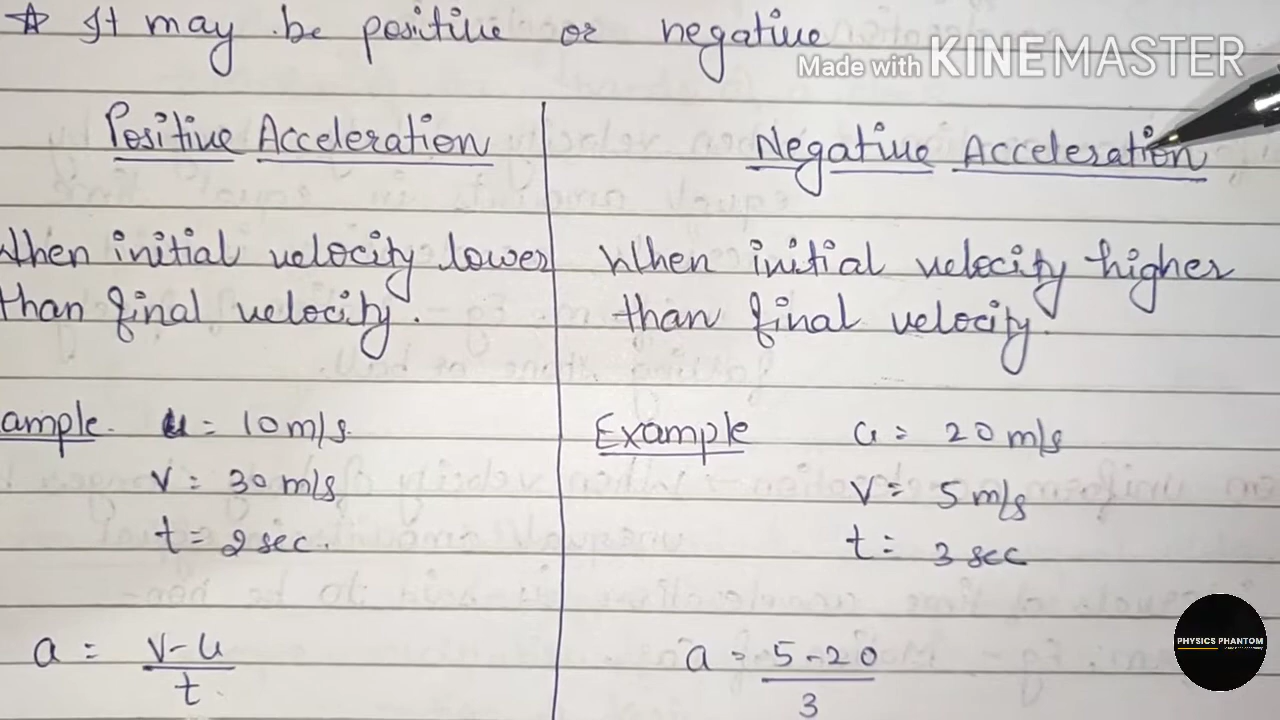 ☆ It may be positive or negative
Made with KINEMASTER
Positive Acceleration
When initial velocity lower
than final velocity.
ample. u = 10 m/s.
v = 30 m/s
t = 2 sec.
a = v-u
t.
Negative Acceleration
When initial velocity higher
than final velocity.
Example u = 20 m/s
v = 5 m/s
t = 3 sec
a = 5-20
3
PHYSICS PHANTOM